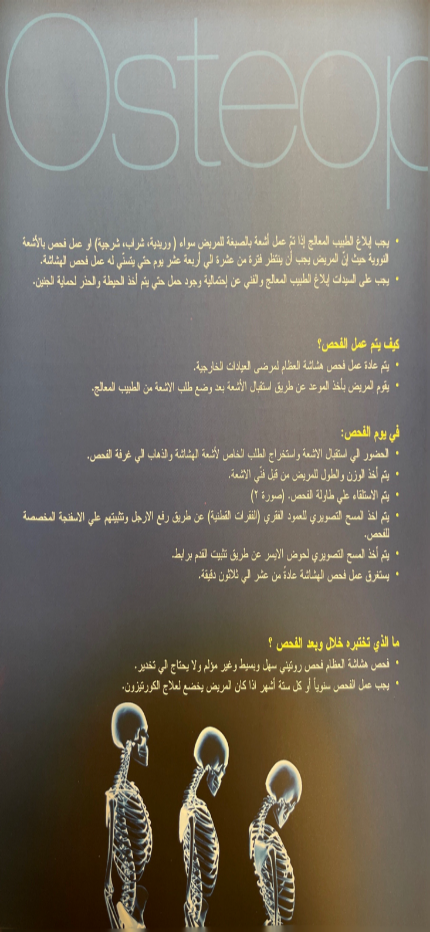 Osteop
• يجب إبلاغ الطبيب المعالج إذا تمّ عمل أشعة بالصبغة للمريض سواء ( وريدية، شراب، شرجية) او عمل فحص بالأشعة
النووية حيث إنّ المريض يجب أن ينتظر فترة من عشرة الي أربعة عشر يوم حتي يتسنّي له عمل فحص الهشاشة.
• يجب على السيدات إبلاغ الطبيب المعالج والفني عن إحتمالية وجود حمل حتي يتم أخذ الحيطة والحذر لحماية الجنين.
كيف يتم عمل الفحص؟
• يتم عادة عمل فحص هشاشة العظام لمرضى العيادات الخارجية.
• يقوم المريض بأخذ الموعد عن طريق استقبال الأشعة بعد وضع طلب الاشعة من الطبيب المعالج.
في يوم الفحص:
• الحضور الي استقبال الاشعة واستخراج الطلب الخاص لأشعة الهشاشة والذهاب الي غرفة الفحص.
• يتم أخذ الوزن والطول للمريض من قبل فنّي الاشعة.
• يتم الاستلقاء علي طاولة الفحص. (صورة ٢)
• يتم اخذ المسح التصويري للعمود الفقري (الفقرات القطنية) عن طريق رفع الارجل وتثبيتهم علي الاسفنجة المخصصة
للفحص.
• يتم أخذ المسح التصويري لحوض الايسر عن طريق تثبيت القدم برابط.
• يستغرق عمل فحص الهشاشة عادةً من عشر الي ثلاثون دقيقة.
ما الذي تختبره خلال وبعد الفحص ؟
• فحص هشاشة العظام فحص روتيني سهل وبسيط وغير مؤلم ولا يحتاج الي تخدير.
• يجب عمل الفحص سنوياً أو كل ستة أشهر اذا كان المريض يخضع لعلاج الكورتيزون.